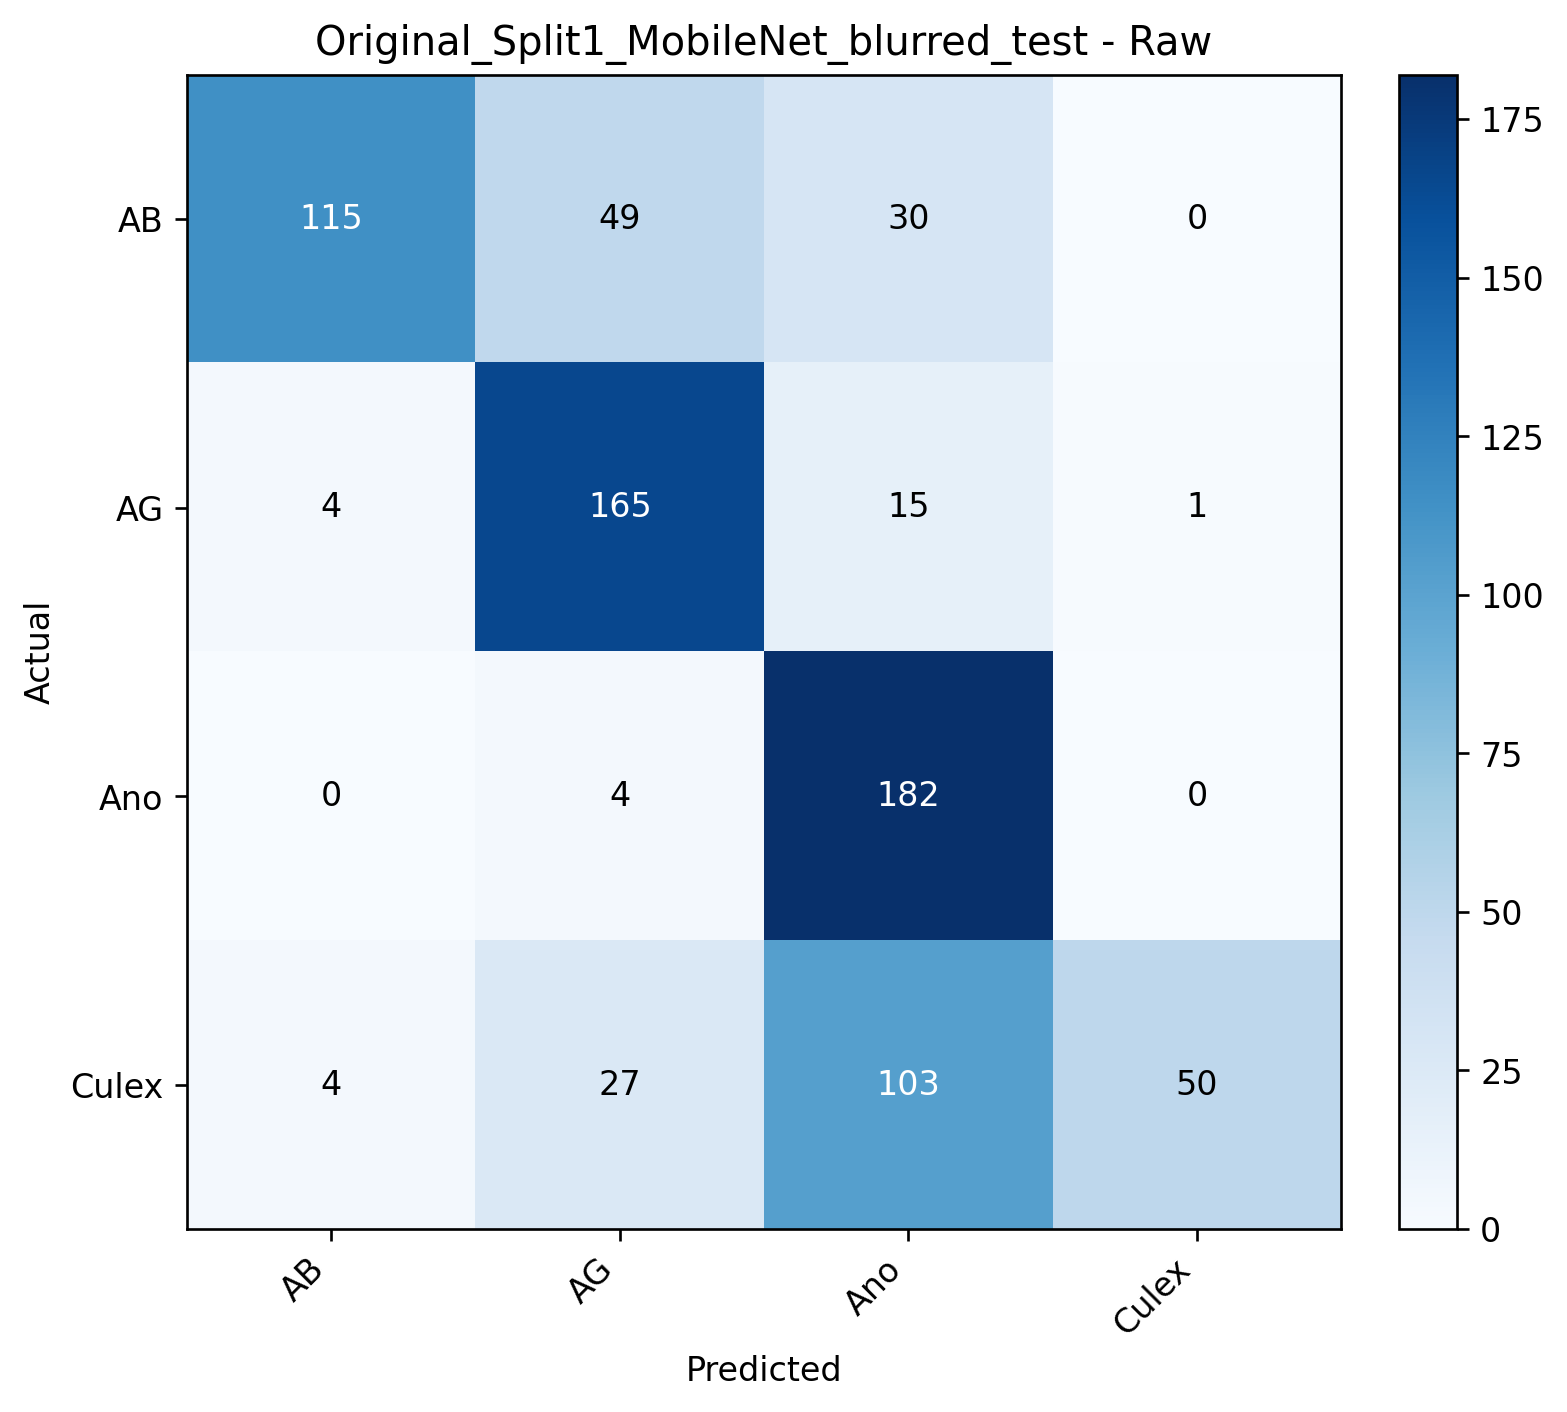 Original_Split1_MobileNet_blurred_test - Raw
AB 115 49 30 0
AG 4 165 15 1
Ano 0 4 182 0
Culex 4 27 103 50
AB AG Ano Culex
Actual
Predicted
175
150
125
100
75
50
25
0